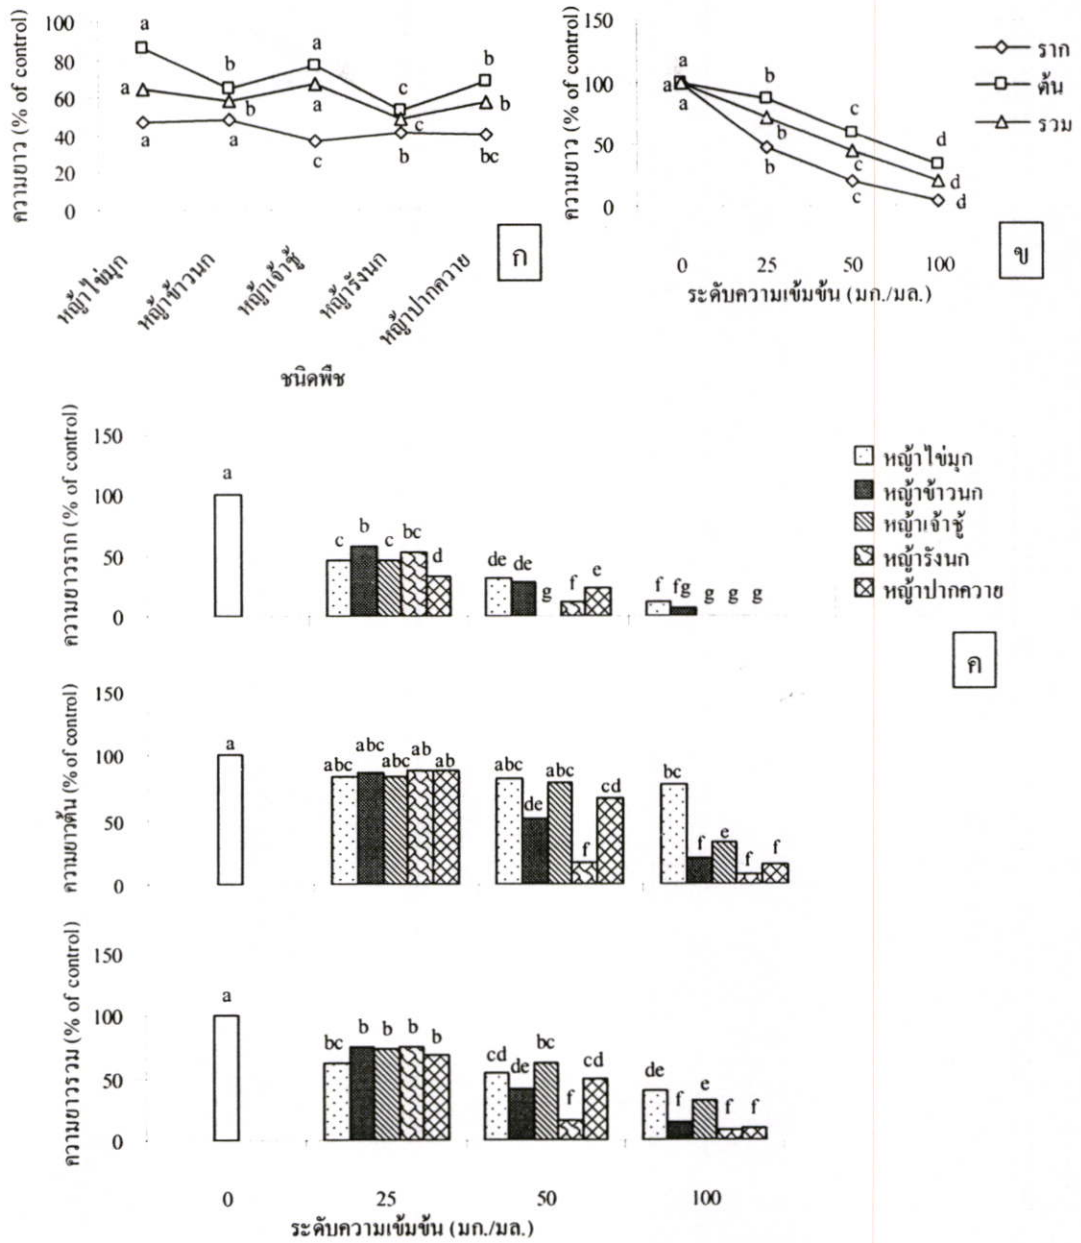 ความยาว (% of control)
100
80
60
40
20
0
a b a c b
a b a c b
a a c b bc
หญ้าไข่มุก
หญ้าข้าวนก
หญ้าเจ้าชู้
หญ้ารังนก
หญ้าปากควาย
ชนิดพืช
ก
ความยาว (% of control)
150
100
50
0
a b c d
a b c d
a b c d
0 25 50 100
ระดับความเข้มข้น (มก./มล.)
ราก
ต้น
รวม
ข
ความยาวราก (% of control)
150
100
50
0
a c b c bc d de de g f e f fg g g g
หญ้าไข่มุก
หญ้าข้าวนก
หญ้าเจ้าชู้
หญ้ารังนก
หญ้าปากควาย
ค
ความยาวต้น (% of control)
150
100
50
0
a abc abc abc ab ab abc de abc f cd bc f e f f
ความยาวรวม (% of control)
150
100
50
0
a bc b b b b cd de bc f cd de f e f f
0 25 50 100
ระดับความเข้มข้น (มก./มล.)